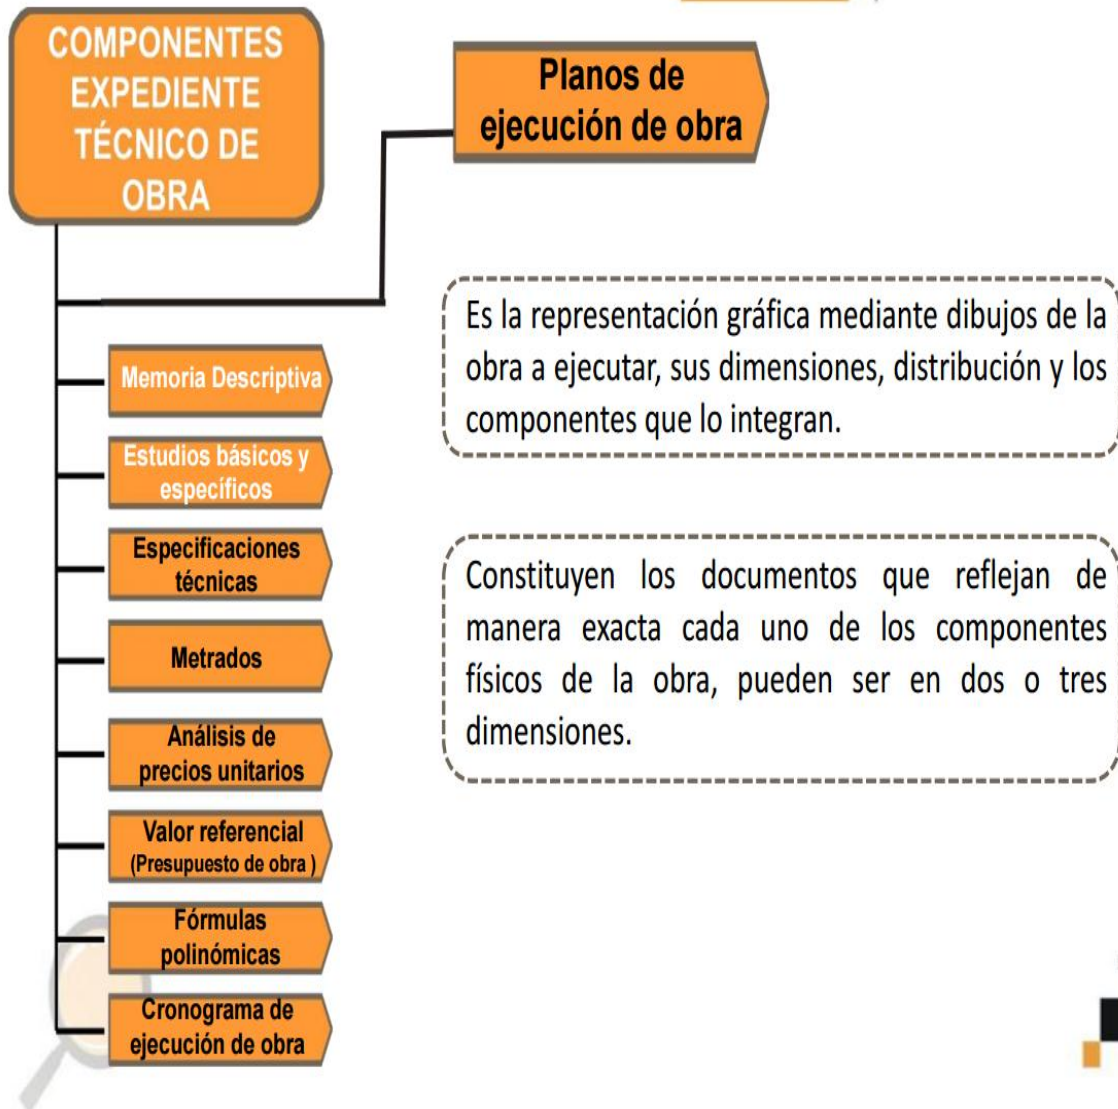 COMPONENTES
EXPEDIENTE
TÉCNICO DE
OBRA
Planos de
ejecución de obra
Es la representación gráfica mediante dibujos de la
obra a ejecutar, sus dimensiones, distribución y los
componentes que lo integran.
Constituyen los documentos que reflejan de
manera exacta cada uno de los componentes
físicos de la obra, pueden ser en dos o tres
dimensiones.
Memoria Descriptiva
Estudios básicos y
específicos
Especificaciones
técnicas
Metrados
Análisis de
precios unitarios
Valor referencial
(Presupuesto de obra )
Fórmulas
polinómicas
Cronograma de
ejecución de obra